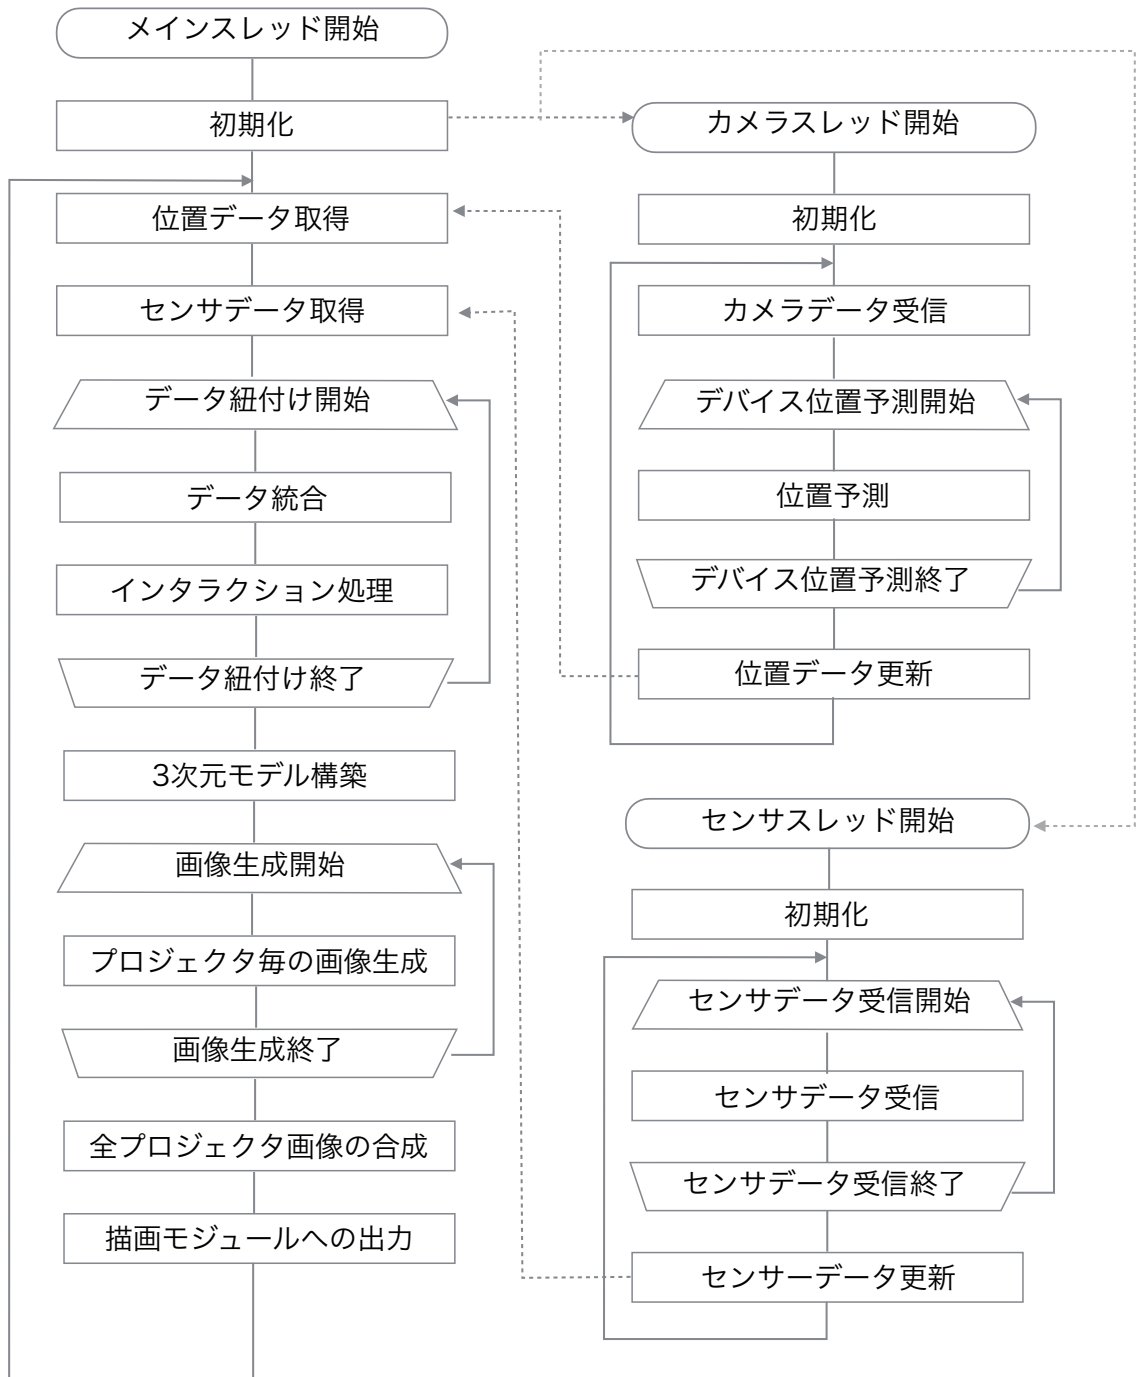 メインスレッド開始
初期化
位置データ取得
センサデータ取得
データ紐付け開始
データ統合
インタラクション処理
データ紐付け終了
3次元モデル構築
画像生成開始
プロジェクタ毎の画像生成
画像生成終了
全プロジェクタ画像の合成
描画モジュールへの出力
カメラスレッド開始
初期化
カメラデータ受信
デバイス位置予測開始
位置予測
デバイス位置予測終了
位置データ更新
センサスレッド開始
初期化
センサデータ受信開始
センサデータ受信
センサデータ受信終了
センサーデータ更新